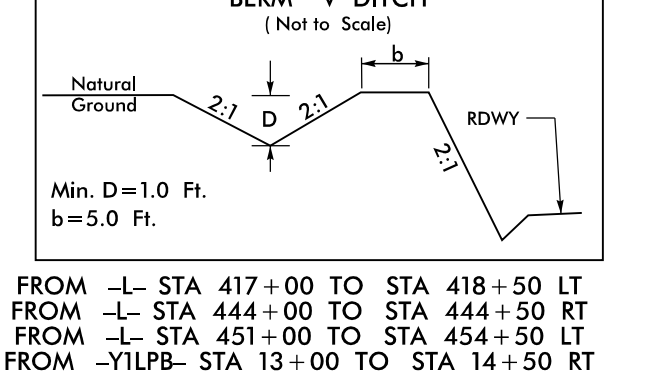 BERM "V" DITCH
( Not to Scale)
b
Natural
Ground
2:1
D
2:1
RDWY
2:1
Min. D=1.0 Ft.
b=5.0 Ft.
FROM -L- STA 417+00 TO STA 418+50 LT
FROM -L- STA 444+00 TO STA 444+50 RT
FROM -L- STA 451+00 TO STA 454+50 LT
FROM -Y1LPB- STA 13+00 TO STA 14+50 RT